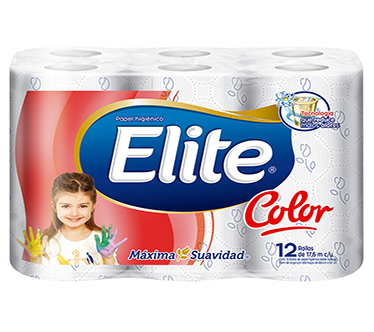 Papel higiénico
Elite®
Color
Tecnología
Máxima Suavidad
12 Rollos
de 17,6 m c/u